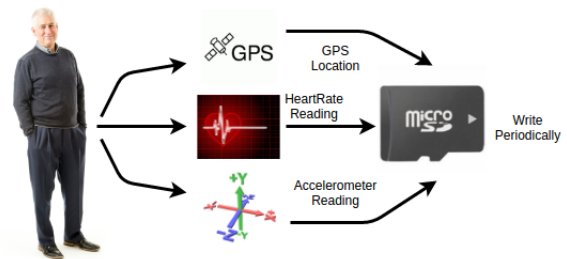 GPS
GPS
Location
HeartRate
Reading
Micro
SD
Write
Periodically
+Y
-X
+X
-Z
-Y
Accelerometer
Reading